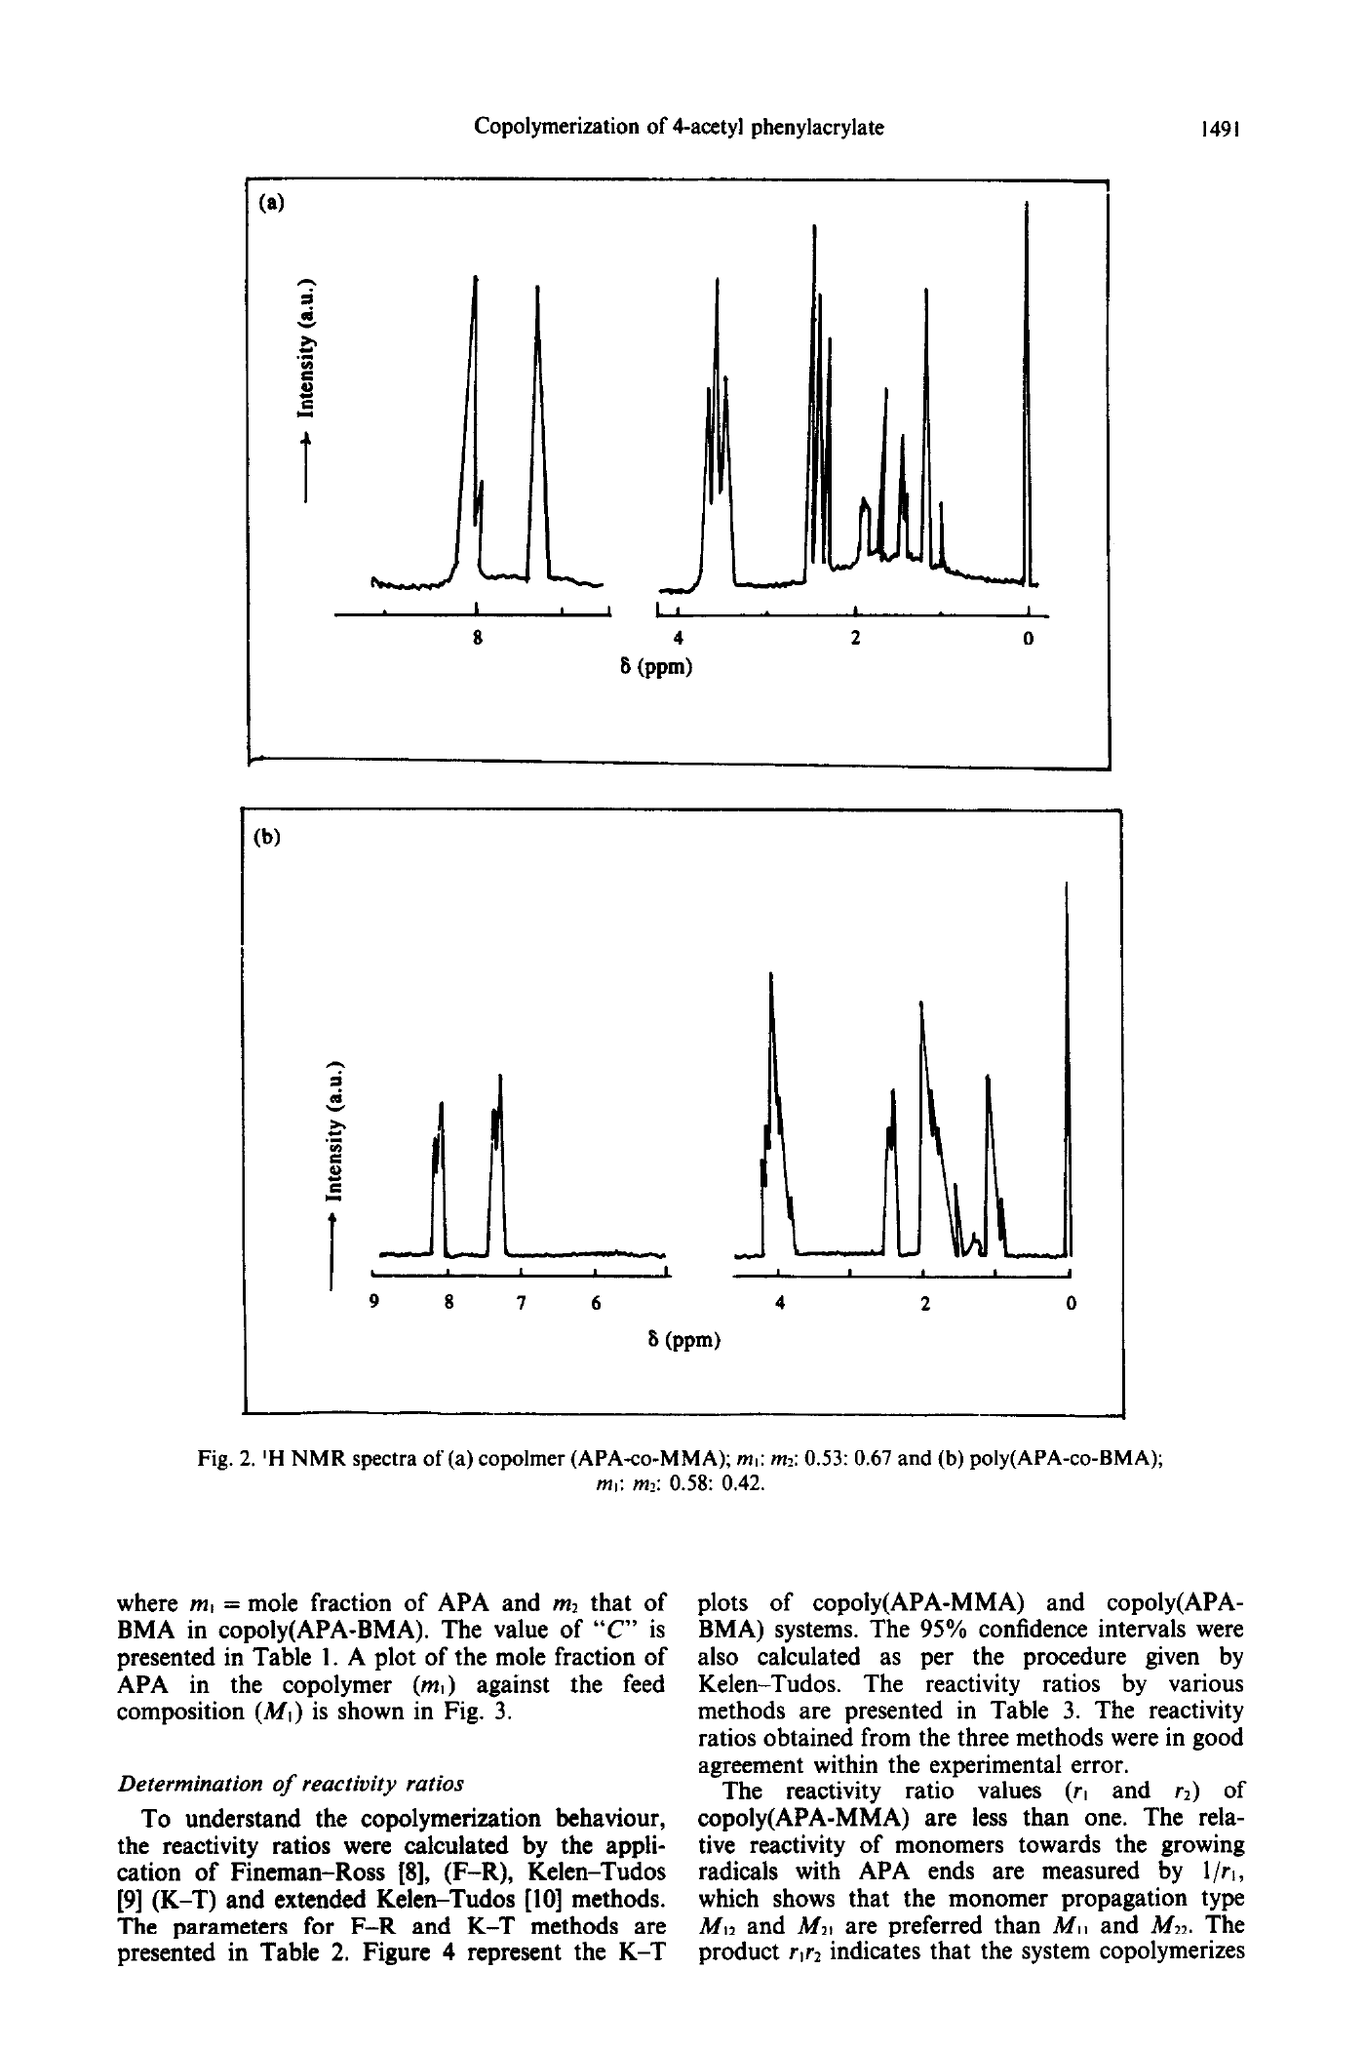 Copolymerization of 4-acetyl phenylacrylate 1491
(a)
Intensity (a.u.)
8 4 2 0
δ (ppm)
(b)
Intensity (a.u.)
9 8 7 6 4 2 0
δ (ppm)
Fig. 2. ¹H NMR spectra of (a) copolmer (APA-co-MMA); m₁: m₂: 0.53: 0.67 and (b) poly(APA-co-BMA);
m₁: m₂: 0.58: 0.42.
where m₁ = mole fraction of APA and m₂ that of
BMA in copoly(APA-BMA). The value of “C” is
presented in Table 1. A plot of the mole fraction of
APA in the copolymer (m₁) against the feed
composition (M₁) is shown in Fig. 3.
Determination of reactivity ratios
To understand the copolymerization behaviour,
the reactivity ratios were calculated by the appli-
cation of Fineman–Ross [8], (F–R), Kelen–Tudos
[9] (K–T) and extended Kelen–Tudos [10] methods.
The parameters for F–R and K–T methods are
presented in Table 2. Figure 4 represent the K–T
plots of copoly(APA-MMA) and copoly(APA-
BMA) systems. The 95% confidence intervals were
also calculated as per the procedure given by
Kelen–Tudos. The reactivity ratios by various
methods are presented in Table 3. The reactivity
ratios obtained from the three methods were in good
agreement within the experimental error.
The reactivity ratio values (r₁ and r₂) of
copoly(APA-MMA) are less than one. The rela-
tive reactivity of monomers towards the growing
radicals with APA ends are measured by 1/r₁,
which shows that the monomer propagation type
M₁₂ and M₂₁ are preferred than M₁₁ and M₂₂. The
product r₁r₂ indicates that the system copolymerizes